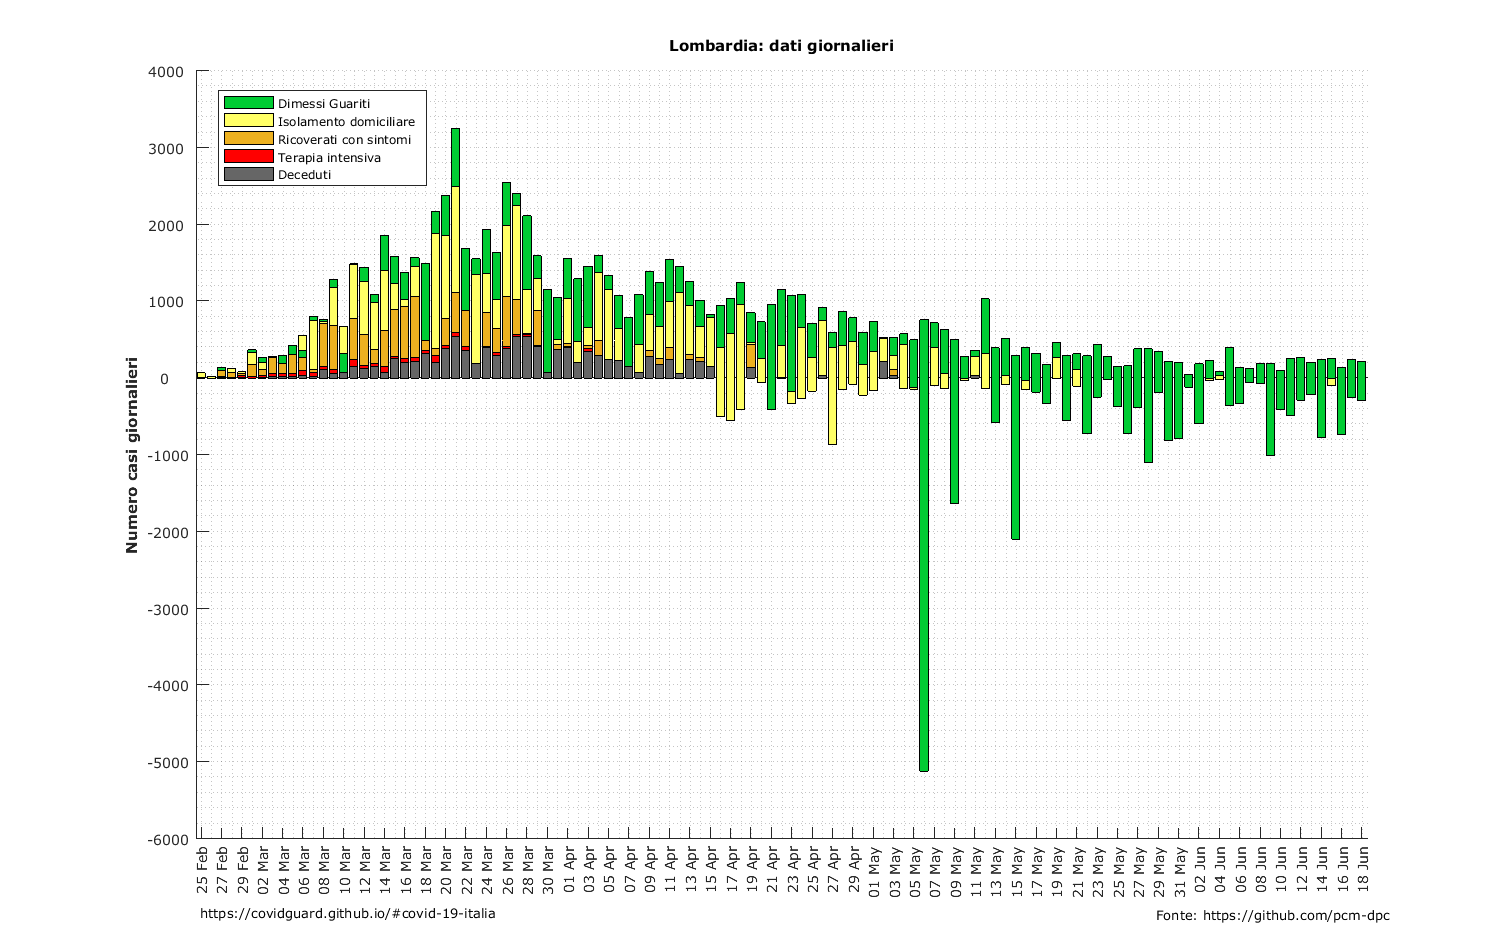 Lombardia: dati giornalieri
4000
3000
2000
1000
0
-1000
-2000
-3000
-4000
-5000
-6000
Numero casi giornalieri
Dimessi Guariti
Isolamento domiciliare
Ricoverati con sintomi
Terapia intensiva
Deceduti
25 Feb
27 Feb
29 Feb
02 Mar
04 Mar
06 Mar
08 Mar
10 Mar
12 Mar
14 Mar
16 Mar
18 Mar
20 Mar
22 Mar
24 Mar
26 Mar
28 Mar
30 Mar
01 Apr
03 Apr
05 Apr
07 Apr
09 Apr
11 Apr
13 Apr
15 Apr
17 Apr
19 Apr
21 Apr
23 Apr
25 Apr
27 Apr
29 Apr
01 May
03 May
05 May
07 May
09 May
11 May
13 May
15 May
17 May
19 May
21 May
23 May
25 May
27 May
29 May
31 May
02 Jun
04 Jun
06 Jun
08 Jun
10 Jun
12 Jun
14 Jun
16 Jun
18 Jun
https://covidguard.github.io/#covid-19-italia
Fonte: https://github.com/pcm-dpc